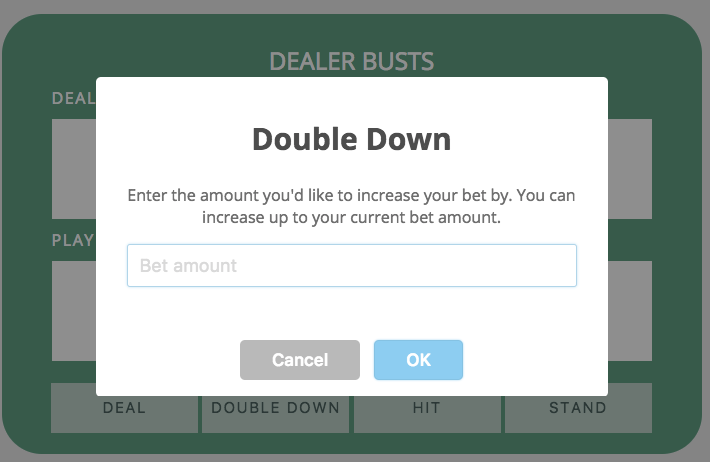 DEALER BUSTS
DEAL
Double Down
Enter the amount you'd like to increase your bet by. You can
increase up to your current bet amount.
PLAY
Bet amount
Cancel
OK
DEAL
DOUBLE DOWN
HIT
STAND